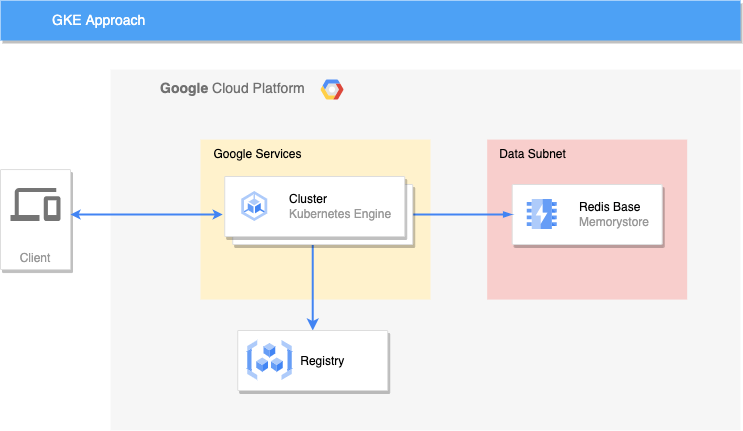 GKE Approach
Google Cloud Platform
Google Services
Data Subnet
Cluster
Kubernetes Engine
Redis Base
Memorystore
Client
Registry